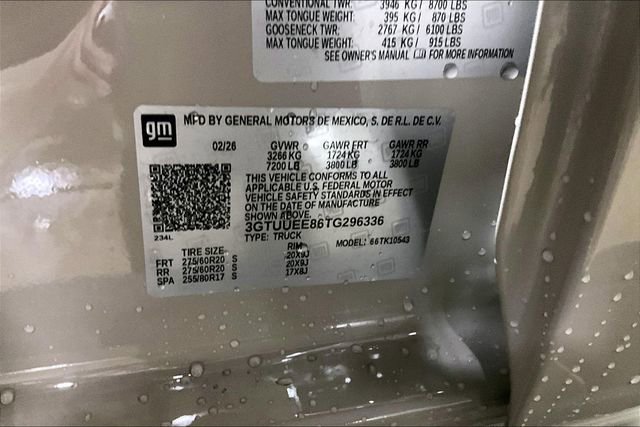 CONVENTIONAL TWR: 3946 KG/ 8700 LBS
MAX TONGUE WEIGHT: 395 KG/ 870 LBS
GOOSENECK TWR: 2767 KG/ 6100 LBS
MAX TONGUE WEIGHT: 415 KG/ 915 LBS
SEE OWNER'S MANUAL FOR MORE INFORMATION
gm
MFD BY GENERAL MOTORS DE MEXICO, S. DE R.L. DE C.V.
02/26 GVWR GAWR FRT GAWR RR
3266 KG 1724 KG 1724 KG
7200 LB 3800 LB 3800 LB
THIS VEHICLE CONFORMS TO ALL
APPLICABLE U.S. FEDERAL MOTOR
VEHICLE SAFETY STANDARDS IN EFFECT
ON THE DATE OF MANUFACTURE
SHOWN ABOVE.
3GTUUEE86TG296336
TYPE: TRUCK MODEL: 66TK10543
234L
TIRE SIZE RIM
FRT 275/60R20 S 20X9J
RR 275/60R20 S 20X9J
SPA 255/80R17 S 17X8J